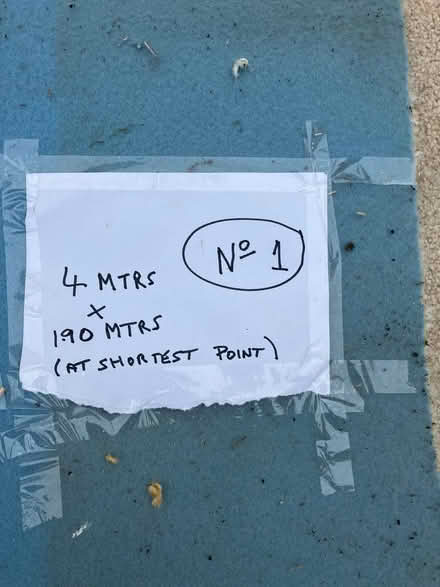 Nº 1
4 MTRS
x
1.90 MTRS
(AT SHORTEST POINT)